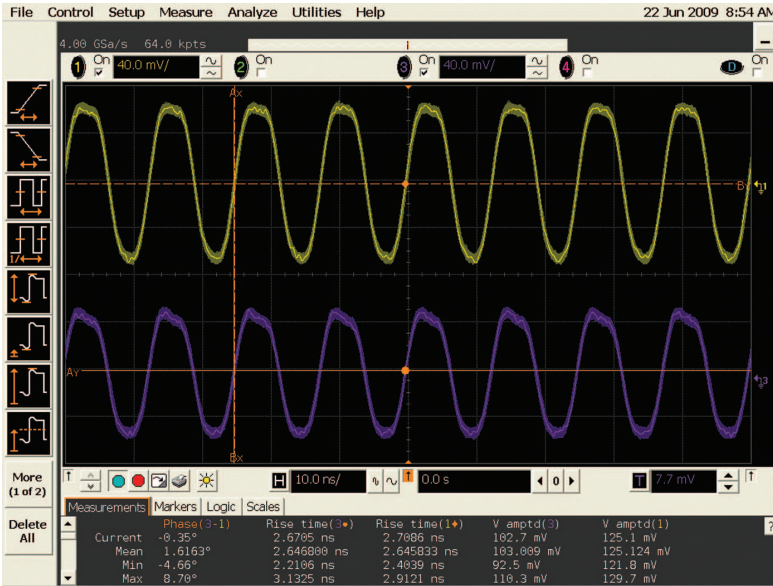 File Control Setup Measure Analyze Utilities Help 22 Jun 2009 8:54 AM
4.00 GSa/s 64.0 kpts
1 On 40.0 mV/ 2 On 3 On 40.0 mV/ 4 On D On
Ax
By
1
Ay
3
Bx
1/
More
(1 of 2)
Delete
All
H 10.0 ns/ 0.0 s 0 T 7.7 mV
Measurements Markers Logic Scales
Phase(3-1) Rise time(3•) Rise time(1♦) V amptd(3) V amptd(1)
Current -0.35° 2.6705 ns 2.7086 ns 102.7 mV 125.1 mV
Mean 1.6163° 2.646800 ns 2.645833 ns 103.009 mV 125.124 mV
Min -4.66° 2.2106 ns 2.4039 ns 92.5 mV 121.8 mV
Max 8.70° 3.1325 ns 2.9121 ns 110.3 mV 129.7 mV
?